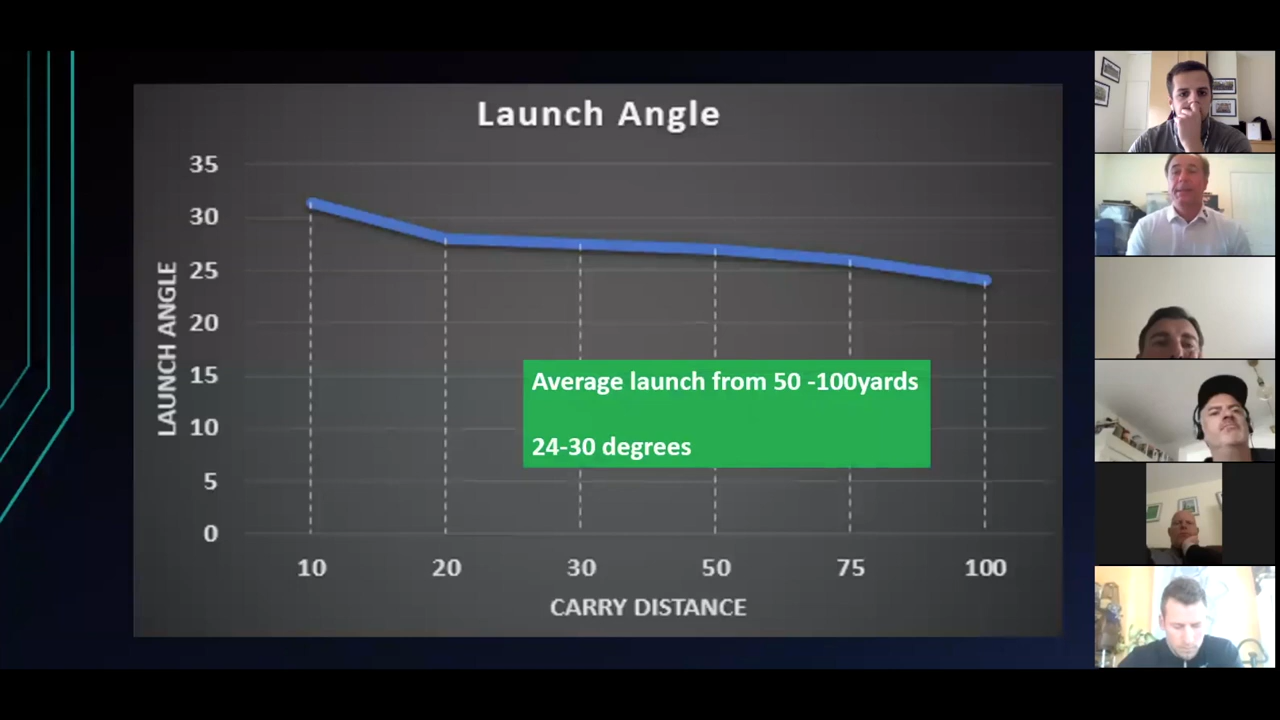 Launch Angle
35
30
25
20
15
10
5
0
LAUNCH ANGLE
Average launch from 50 -100yards
24-30 degrees
10 20 30 50 75 100
CARRY DISTANCE